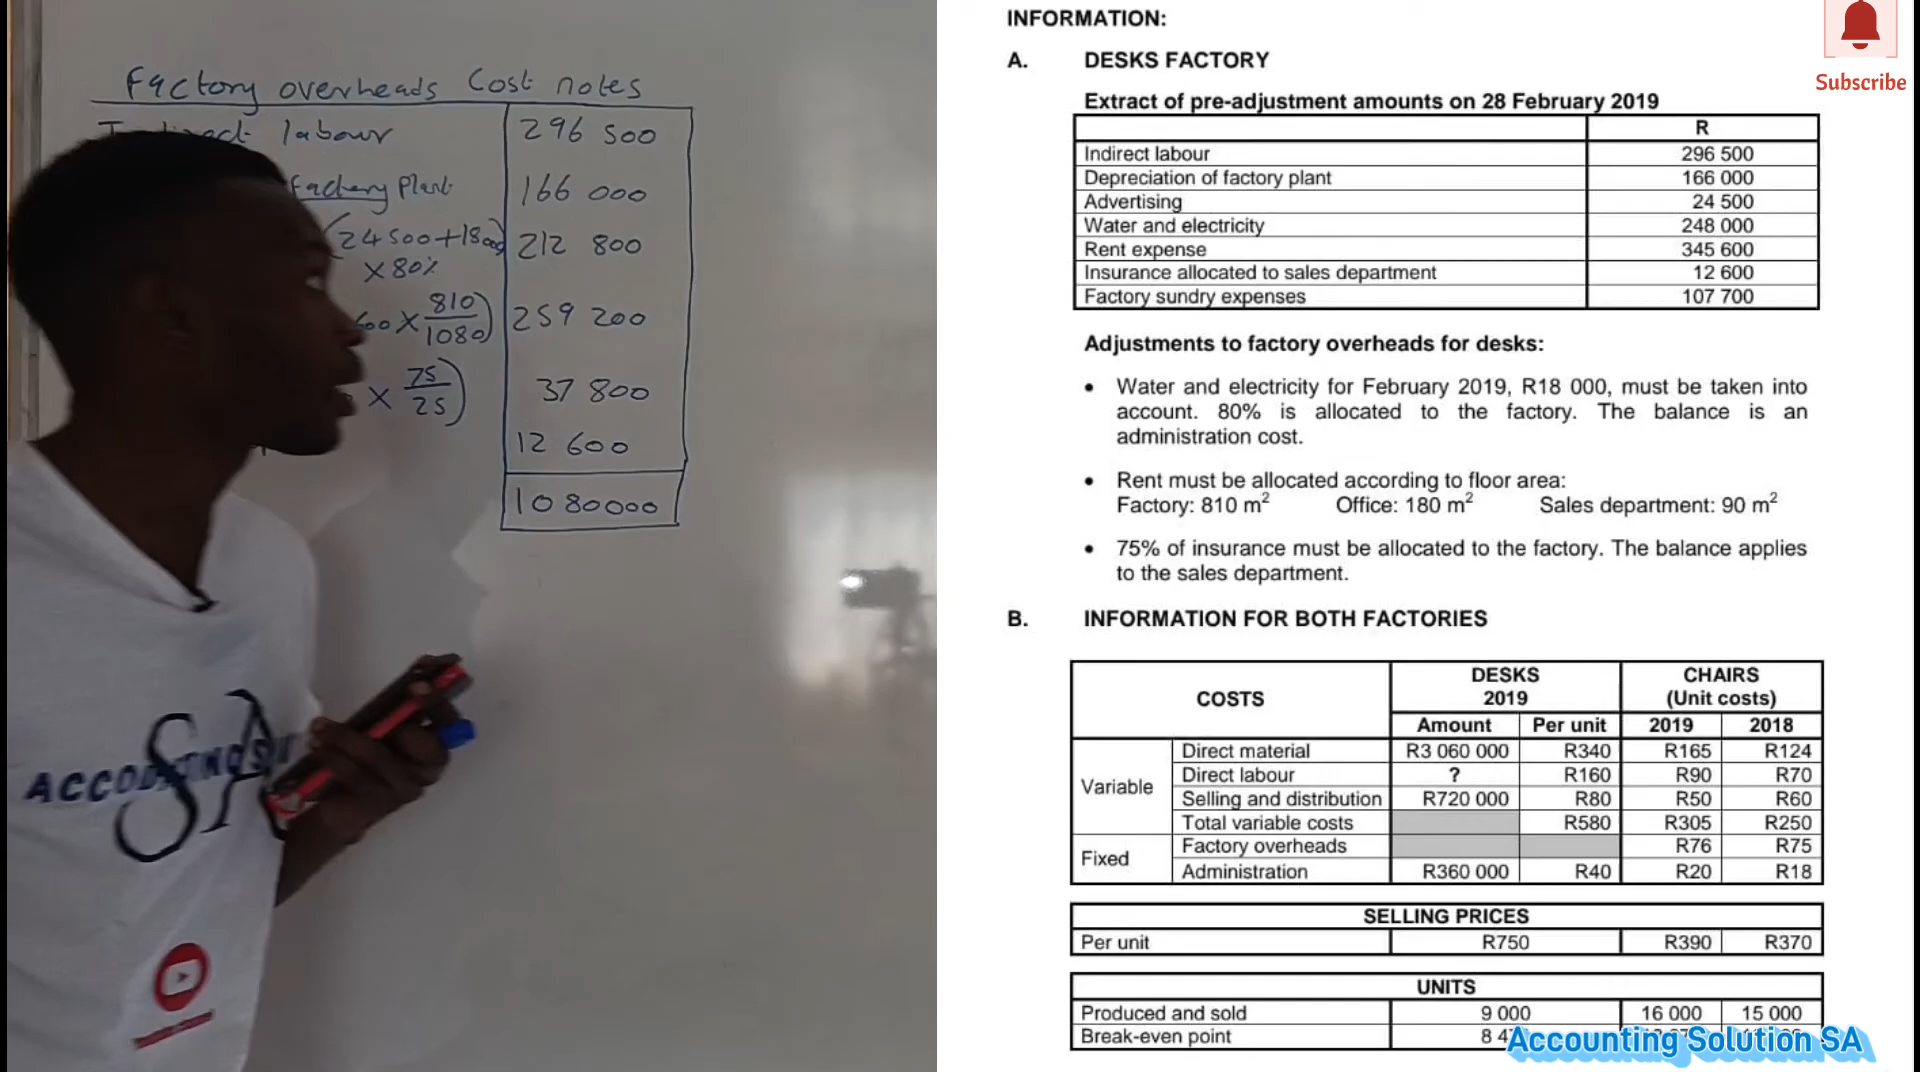 Factory overheads Cost notes
labour 296 500
Factory Plant 166 000
(24 500+18000) 212 800
×80%
× 810/1080) 259 200
× 75/25) 37 800
12 600
1080000
ACCOUNTING
SA
INFORMATION:
Subscribe
A. DESKS FACTORY
Extract of pre-adjustment amounts on 28 February 2019
R
Indirect labour 296 500
Depreciation of factory plant 166 000
Advertising 24 500
Water and electricity 248 000
Rent expense 345 600
Insurance allocated to sales department 12 600
Factory sundry expenses 107 700
Adjustments to factory overheads for desks:
• Water and electricity for February 2019, R18 000, must be taken into
account. 80% is allocated to the factory. The balance is an
administration cost.
• Rent must be allocated according to floor area:
Factory: 810 m² Office: 180 m² Sales department: 90 m²
• 75% of insurance must be allocated to the factory. The balance applies
to the sales department.
B. INFORMATION FOR BOTH FACTORIES
COSTS DESKS 2019 CHAIRS (Unit costs)
Amount Per unit 2019 2018
Variable Direct material R3 060 000 R340 R165 R124
Direct labour ? R160 R90 R70
Selling and distribution R720 000 R80 R50 R60
Total variable costs R580 R305 R250
Fixed Factory overheads R76 R75
Administration R360 000 R40 R20 R18
SELLING PRICES
Per unit R750 R390 R370
UNITS
Produced and sold 9 000 16 000 15 000
Break-even point
Accounting Solution SA